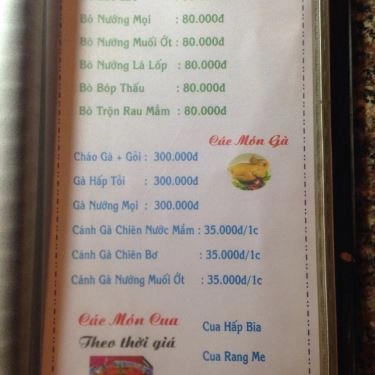 Bò Nướng Mọi : 80.000đ
Bò Nướng Muối Ớt : 80.000đ
Bò Nướng Lá Lốp : 80.000đ
Bò Bóp Thấu : 80.000đ
Bò Trộn Rau Mầm : 80.000đ
Các Món Gà
Cháo Gà + Gỏi : 300.000đ
Gà Hấp Tỏi : 300.000đ
Gà Nướng Mọi : 300.000đ
Cánh Gà Chiên Nước Mắm : 35.000đ/1c
Cánh Gà Chiên Bơ : 35.000đ/1c
Cánh Gà Nướng Muối Ớt : 35.000đ/1c
Các Món Cua
Theo thời giá
Cua Hấp Bia
Cua Rang Me